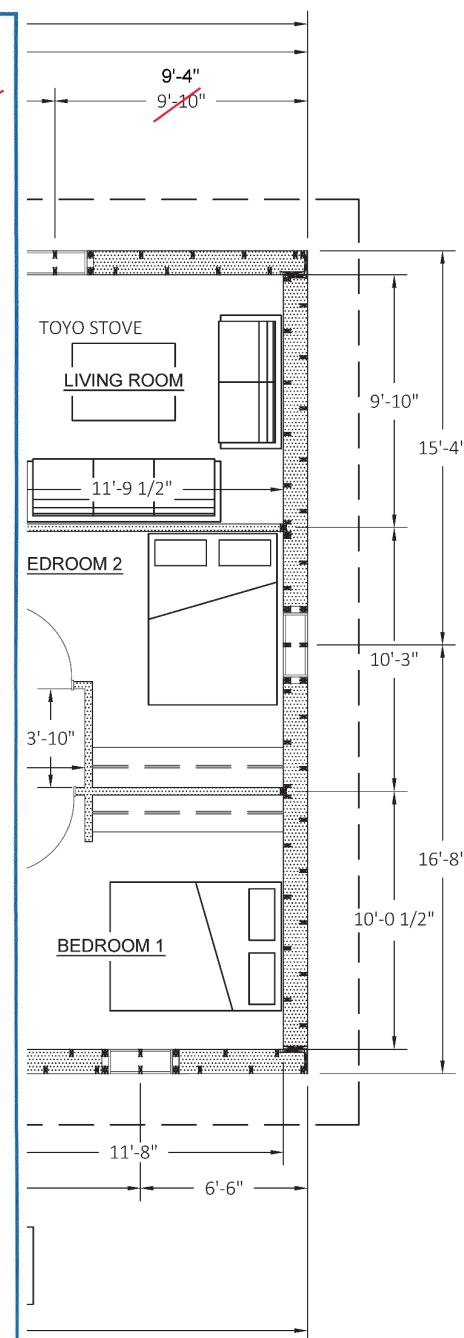 9'-4"
9'-10"
TOYO STOVE
LIVING ROOM
9'-10"
15'-4'
11'-9 1/2"
EDROOM 2
10'-3"
3'-10"
16'-8'
10'-0 1/2"
BEDROOM 1
11'-8"
6'-6"